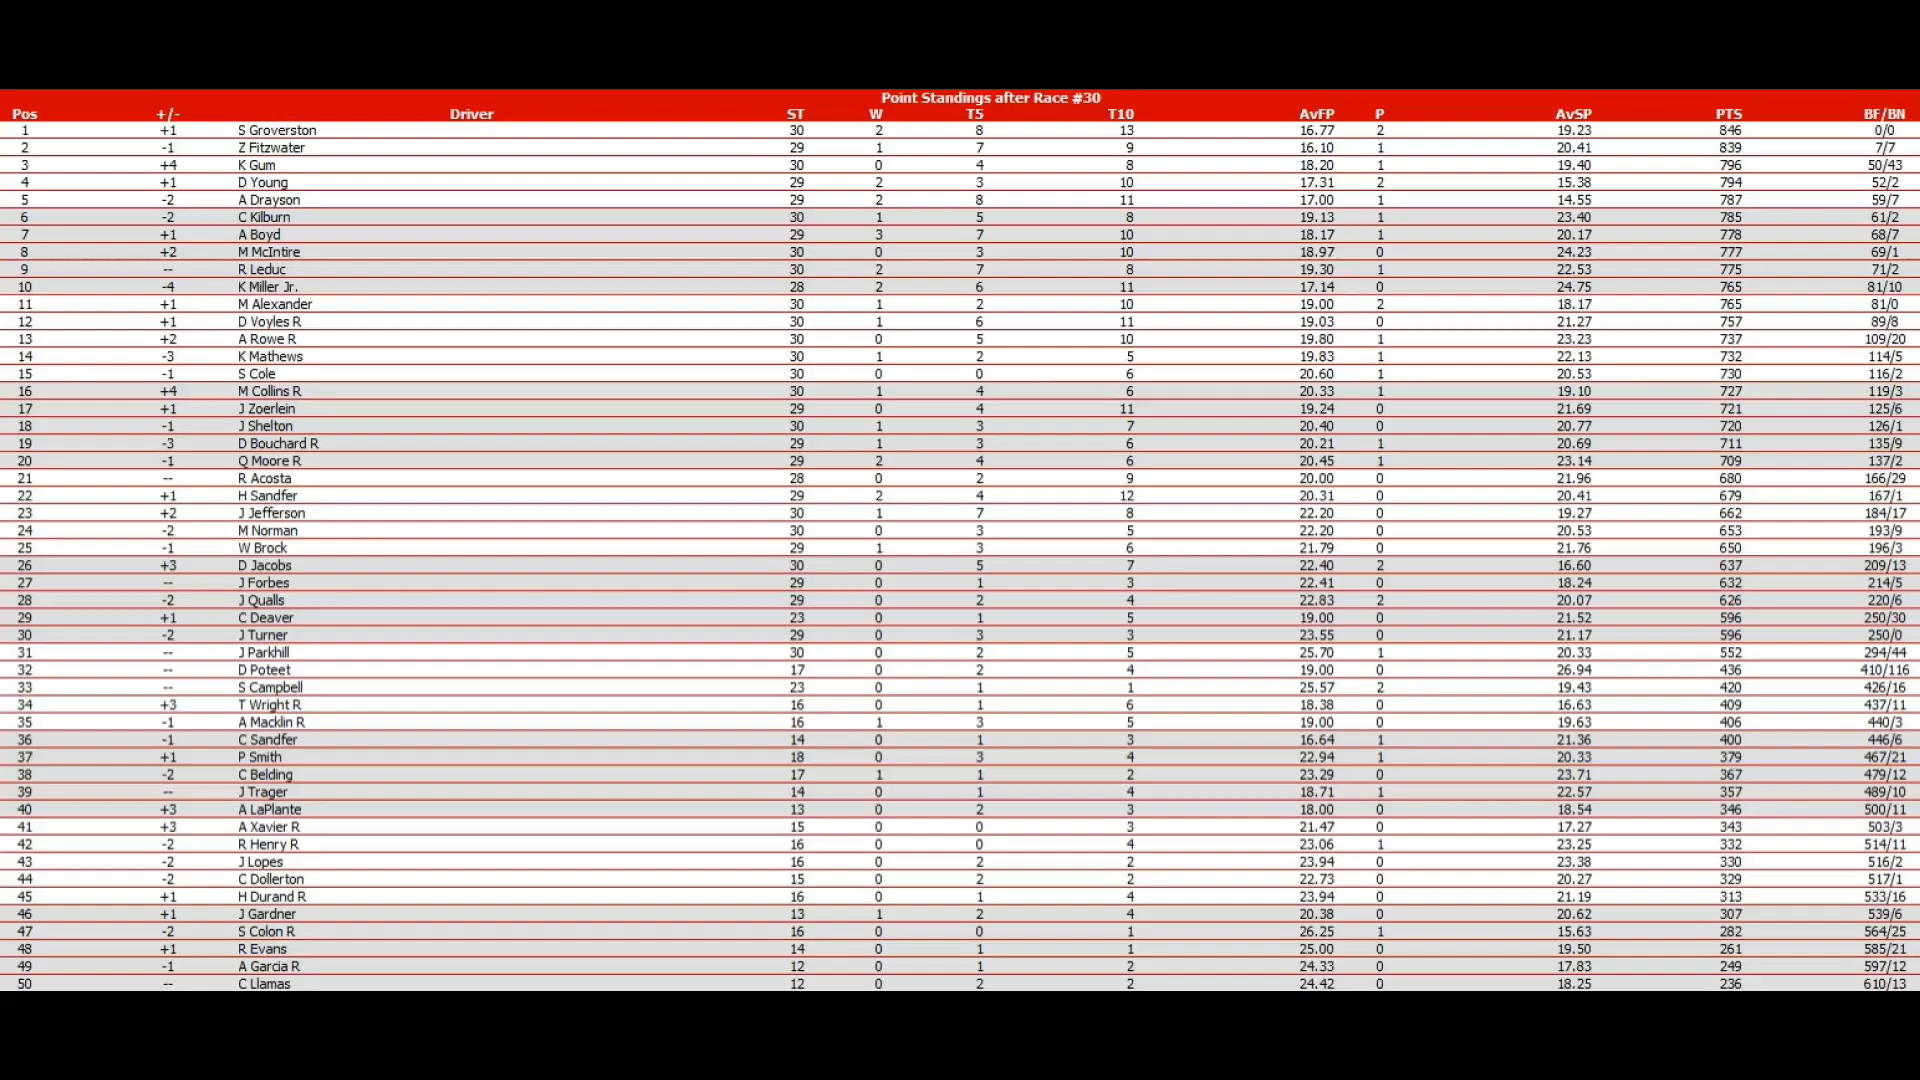 Point Standings after Race #30
Pos +/- Driver ST W T5 T10 AvFP P AvSP PTS BF/BN
1 +1 S Groverston 30 2 8 13 16.77 2 19.23 846 0/0
2 -1 Z Fitzwater 29 1 7 9 16.10 1 20.41 839 7/7
3 +4 K Gum 30 0 4 8 18.20 1 19.40 796 50/43
4 +1 D Young 29 2 3 10 17.31 2 15.38 794 52/2
5 -2 A Drayson 29 2 8 11 17.00 1 14.55 787 59/7
6 -2 C Kilburn 30 1 5 8 19.13 1 23.40 785 61/2
7 +1 A Boyd 29 3 7 10 18.17 1 20.17 778 68/7
8 +2 M McIntire 30 0 3 10 18.97 0 24.23 777 69/1
9 -- R Leduc 30 2 7 8 19.30 1 22.53 775 71/2
10 -4 K Miller Jr. 28 2 6 11 17.14 0 24.75 765 81/10
11 +1 M Alexander 30 1 2 10 19.00 2 18.17 765 81/0
12 +1 D Voyles R 30 1 6 11 19.03 0 21.27 757 89/8
13 +2 A Rowe R 30 0 5 10 19.80 1 23.23 737 109/20
14 -3 K Mathews 30 1 2 5 19.83 1 22.13 732 114/5
15 -1 S Cole 30 0 0 6 20.60 1 20.53 730 116/2
16 +4 M Collins R 30 1 4 6 20.33 1 19.10 727 119/3
17 +1 J Zoerlein 29 0 4 11 19.24 0 21.69 721 125/6
18 -1 J Shelton 30 1 3 7 20.40 0 20.77 720 126/1
19 -3 D Bouchard R 29 1 3 6 20.21 1 20.69 711 135/9
20 -1 Q Moore R 29 2 4 6 20.45 1 23.14 709 137/2
21 -- R Acosta 28 0 2 9 20.00 0 21.96 680 166/29
22 +1 H Sandfer 29 2 4 12 20.31 0 20.41 679 167/1
23 +2 J Jefferson 30 1 7 8 22.20 0 19.27 662 184/17
24 -2 M Norman 30 0 3 5 22.20 0 20.53 653 193/9
25 -1 W Brock 29 1 3 6 21.79 0 21.76 650 196/3
26 +3 D Jacobs 30 0 5 7 22.40 2 16.60 637 209/13
27 -- J Forbes 29 0 1 3 22.41 0 18.24 632 214/5
28 -2 J Qualls 29 0 2 4 22.83 2 20.07 626 220/6
29 +1 C Deaver 23 0 1 5 19.00 0 21.52 596 250/30
30 -2 J Turner 29 0 3 3 23.55 0 21.17 596 250/0
31 -- J Parkhill 30 0 2 5 25.70 1 20.33 552 294/44
32 -- D Poteet 17 0 2 4 19.00 0 26.94 436 410/116
33 -- S Campbell 23 0 1 1 25.57 2 19.43 420 426/16
34 +3 T Wright R 16 0 1 6 18.38 0 16.63 409 437/11
35 -1 A Macklin R 16 1 3 5 19.00 0 19.63 406 440/3
36 -1 C Sandfer 14 0 1 3 16.64 1 21.36 400 446/6
37 +1 P Smith 18 0 3 4 22.94 1 20.33 379 467/21
38 -2 C Belding 17 1 1 2 23.29 0 23.71 367 479/12
39 -- J Trager 14 0 1 4 18.71 1 22.57 357 489/10
40 +3 A LaPlante 13 0 2 3 18.00 0 18.54 346 500/11
41 +3 A Xavier R 15 0 0 3 21.47 0 17.27 343 503/3
42 -2 R Henry R 16 0 0 4 23.06 1 23.25 332 514/11
43 -2 J Lopes 16 0 2 2 23.94 0 23.38 330 516/2
44 -2 C Dollerton 15 0 2 2 22.73 0 20.27 329 517/1
45 +1 H Durand R 16 0 1 4 23.94 0 21.19 313 533/16
46 +1 J Gardner 13 1 2 4 20.38 0 20.62 307 539/6
47 -2 S Colon R 16 0 0 1 26.25 1 15.63 282 564/25
48 +1 R Evans 14 0 1 1 25.00 0 19.50 261 585/21
49 -1 A Garcia R 12 0 1 2 24.33 0 17.83 249 597/12
50 -- C Llamas 12 0 2 2 24.42 0 18.25 236 610/13